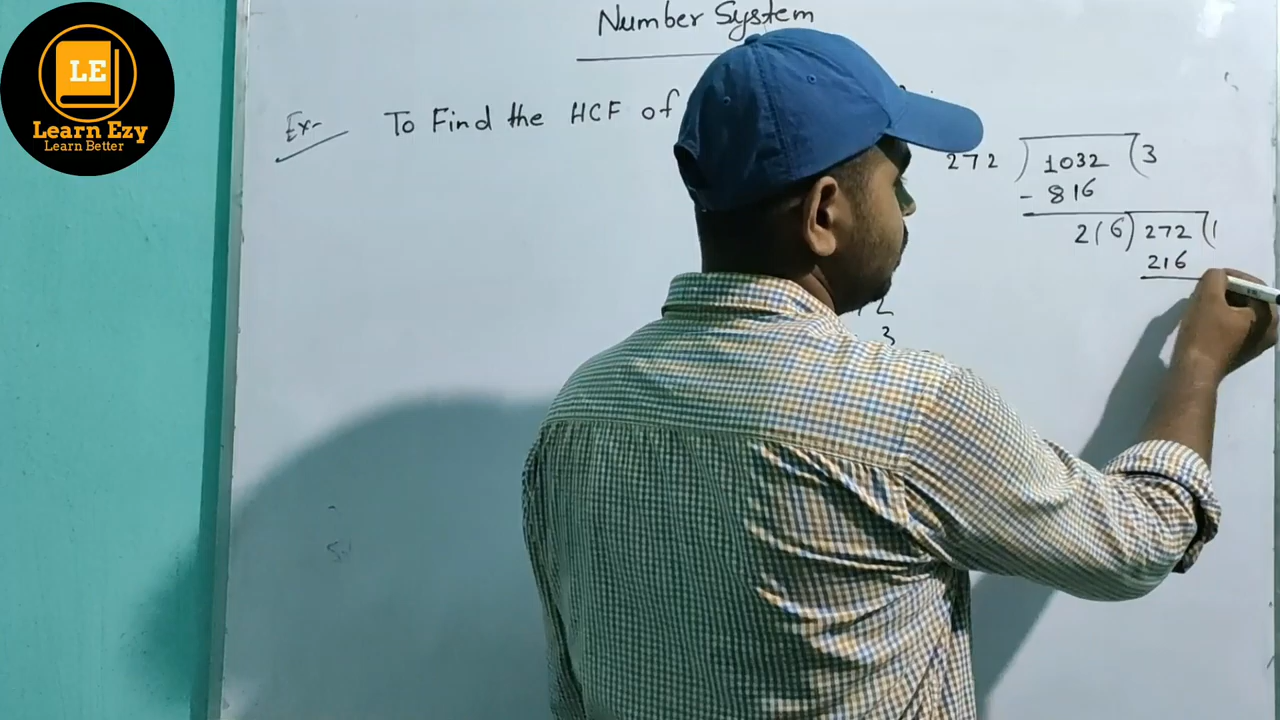 LE
Learn Ezy
Learn Better
Number System
Ex- To Find the HCF of
272 ) 1032 ( 3
- 816
216 ) 272 ( 1
216
3